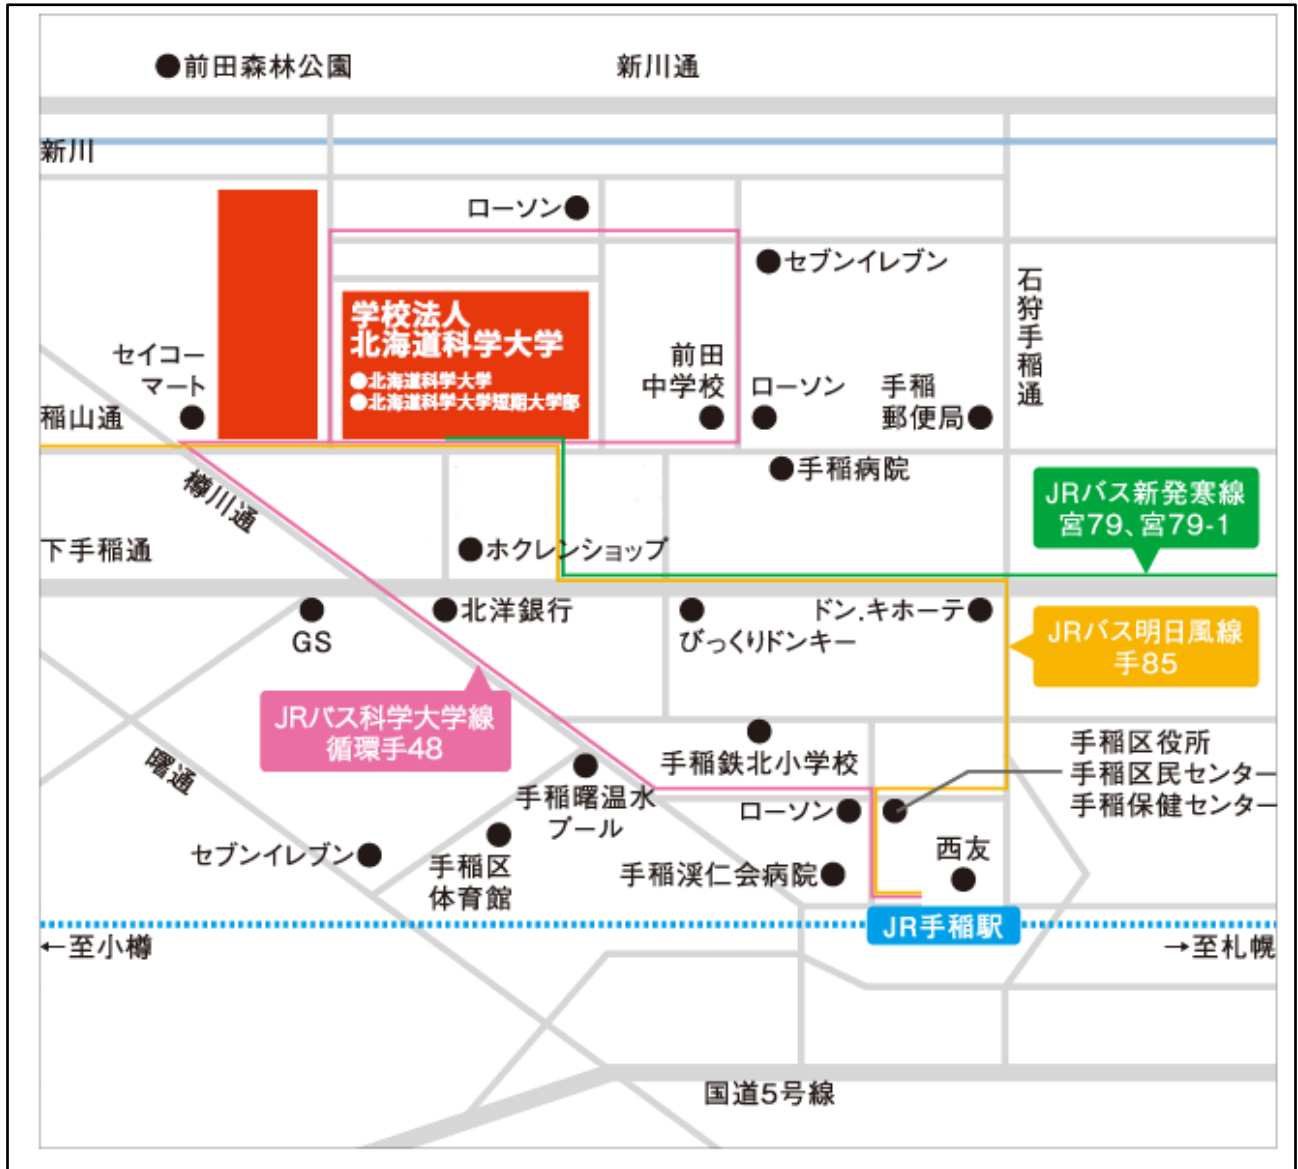 前田森林公園
新川通
新川
ローソン
セブンイレブン
石狩手稲通
学校法人
北海道科学大学
●北海道科学大学
●北海道科学大学短期大学部
セイコー
マート
前田
中学校
ローソン
手稲
郵便局
稲山通
手稲病院
樽川通
JRバス新発寒線
宮79、宮79-1
下手稲通
ホクレンショップ
GS
北洋銀行
びっくりドンキー
ドン.キホーテ
JRバス明日風線
手85
JRバス科学大学線
循環手48
曙通
手稲鉄北小学校
手稲区役所
手稲区民センター
手稲保健センター
手稲曙温水
プール
ローソン
セブンイレブン
手稲区
体育館
手稲渓仁会病院
西友
JR手稲駅
←至小樽
→至札幌
国道5号線